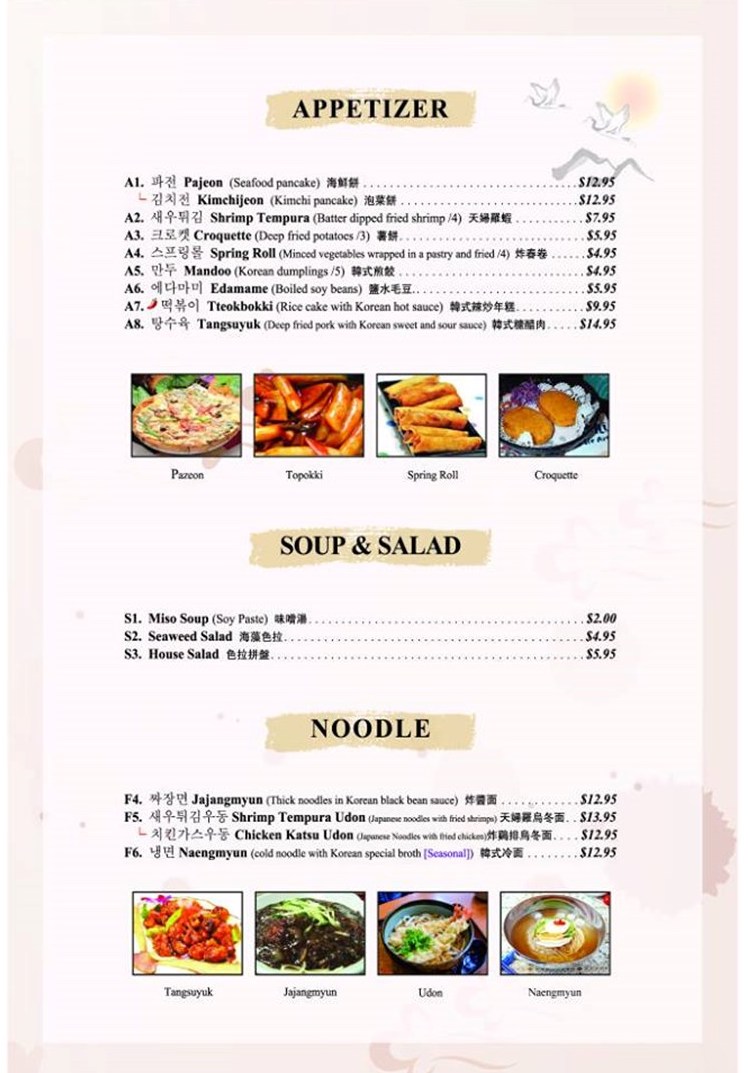 APPETIZER
A1. 파전 Pajeon (Seafood pancake) 海鮮餅 . . . . . . . . . . $12.95
김치전 Kimchijeon (Kimchi pancake) 泡菜餅 . . . . . . . . . . $12.95
A2. 새우튀김 Shrimp Tempura (Batter dipped fried shrimp /4) 天婦羅蝦 . . . . . . . . . . $7.95
A3. 크로켓 Croquette (Deep fried potatoes /3) 薯餅. . . . . . . . . . $5.95
A4. 스프링롤 Spring Roll (Minced vegetables wrapped in a pastry and fried /4) 炸春卷 . . . . . $4.95
A5. 만두 Mandoo (Korean dumplings /5) 韓式煎餃 . . . . . . . . . . $4.95
A6. 에다마미 Edamame (Boiled soy beans) 鹽水毛豆. . . . . . . . . . $5.95
A7. 떡볶이 Tteokbokki (Rice cake with Korean hot sauce) 韓式辣炒年糕. . . . . . . . . . $9.95
A8. 탕수육 Tangsuyuk (Deep fried pork with Korean sweet and sour sauce) 韓式糖醋肉. . . . . $14.95
Pazeon Topokki Spring Roll Croquette
SOUP & SALAD
S1. Miso Soup (Soy Paste) 味噌湯. . . . . . . . . . $2.00
S2. Seaweed Salad 海藻色拉. . . . . . . . . . $4.95
S3. House Salad 色拉拼盤. . . . . . . . . . $5.95
NOODLE
F4. 짜장면 Jajangmyun (Thick noodles in Korean black bean sauce) 炸醬面 . . . . . . . . . . $12.95
F5. 새우튀김우동 Shrimp Tempura Udon (Japanese noodles with fried shrimps) 天婦羅烏冬面. . $13.95
치킨가스우동 Chicken Katsu Udon (Japanese Noodles with fried chicken)炸鷄排烏冬面. . . . $12.95
F6. 냉면 Naengmyun (cold noodle with Korean special broth [Seasonal]) 韓式冷面 . . . . . . . . $12.95
Tangsuyuk Jajangmyun Udon Naengmyun